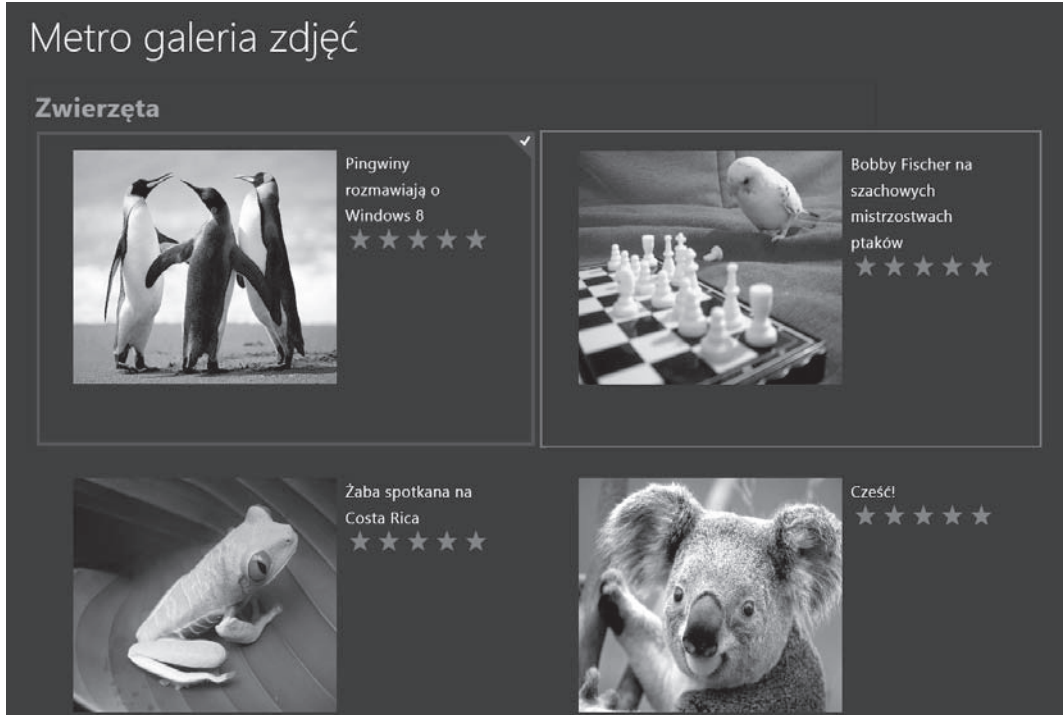 Metro galeria zdjęć
Zwierzęta
Pingwiny
rozmawiają o
Windows 8
Bobby Fischer na
szachowych
mistrzostwach
ptaków
Żaba spotkana na
Costa Rica
Cześć!